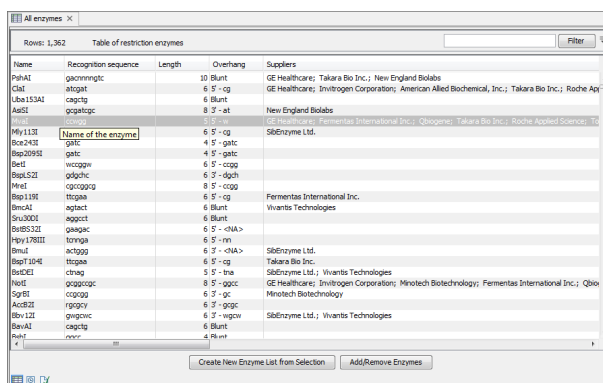 All enzymes
Rows: 1,362 Table of restriction enzymes Filter
Name Recognition sequence Length Overhang Suppliers
PshAI gacnnnngtc 10 Blunt GE Healthcare; Takara Bio Inc.; New England Biolabs
ClaI atcgat 6 5' - cg GE Healthcare; Invitrogen Corporation; American Allied Biochemical, Inc.; Takara Bio Inc.; Roche Ap
Uba153AI cagctg 6 Blunt
AsiSI gcgatcgc 8 3' - at New England Biolabs
MvaI ccwgg 5 5' - w GE Healthcare; Fermentas International Inc.; Qbiogene; Takara Bio Inc.; Roche Applied Science; To
Mly113I 6 5' - cg SibEnzyme Ltd.
Name of the enzyme
Bce243I gatc 4 5' - gatc
Bsp2095I gatc 4 5' - gatc
BetI wccggw 6 5' - ccgg
BspLS2I gdgchc 6 3' - dgch
MreI cgccggcg 8 5' - ccgg
Bsp119I ttcgaa 6 5' - cg Fermentas International Inc.
BmcAI agtact 6 Blunt Vivantis Technologies
Sru30DI aggcct 6 Blunt
BstBS32I gaagac 6 5' - <NA>
Hpy178III tcnnga 6 5' - nn
BmuI actggg 6 3' - <NA> SibEnzyme Ltd.
BspT104I ttcgaa 6 5' - cg Takara Bio Inc.
BstDEI ctnag 5 5' - tna SibEnzyme Ltd.; Vivantis Technologies
NotI gcggccgc 8 5' - ggcc GE Healthcare; Invitrogen Corporation; Minotech Biotechnology; Fermentas International Inc.; Qbiog
SgrBI ccgcgg 6 3' - gc Minotech Biotechnology
AccB2I rgcgcy 6 3' - gcgc
Bbv12I gwgcwc 6 3' - wgcw SibEnzyme Ltd.; Vivantis Technologies
BavAI cagctg 6 Blunt
BshI ggcc 4 Blunt
Create New Enzyme List from Selection Add/Remove Enzymes